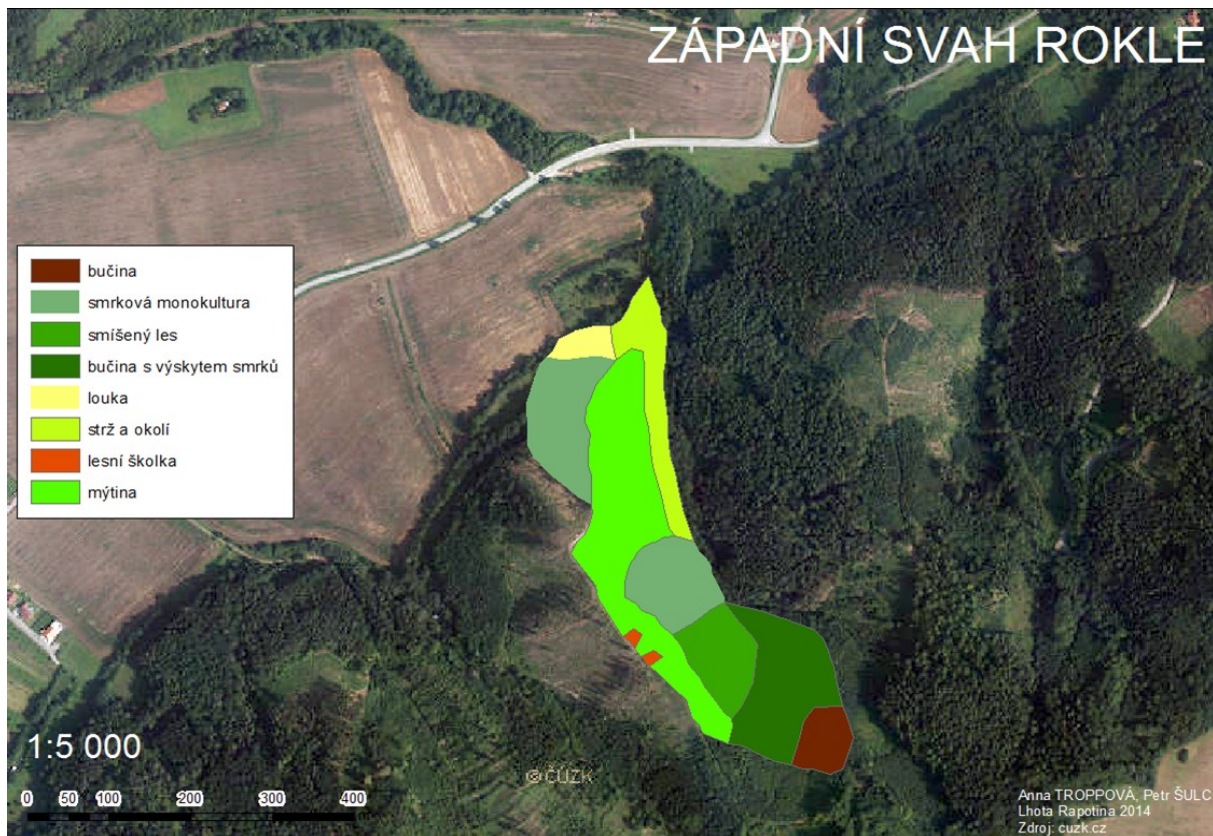 ZÁPADNÍ SVAH ROKLE
bučina
smrková monokultura
smíšený les
bučina s výskytem smrků
louka
strž a okolí
lesní školka
mýtina
1:5 000
0 50 100 200 300 400
© ČÚZK
Anna TROPPOVÁ, Petr ŠULC
Lhota Rapotina 2014
Zdroj: cuzk.cz